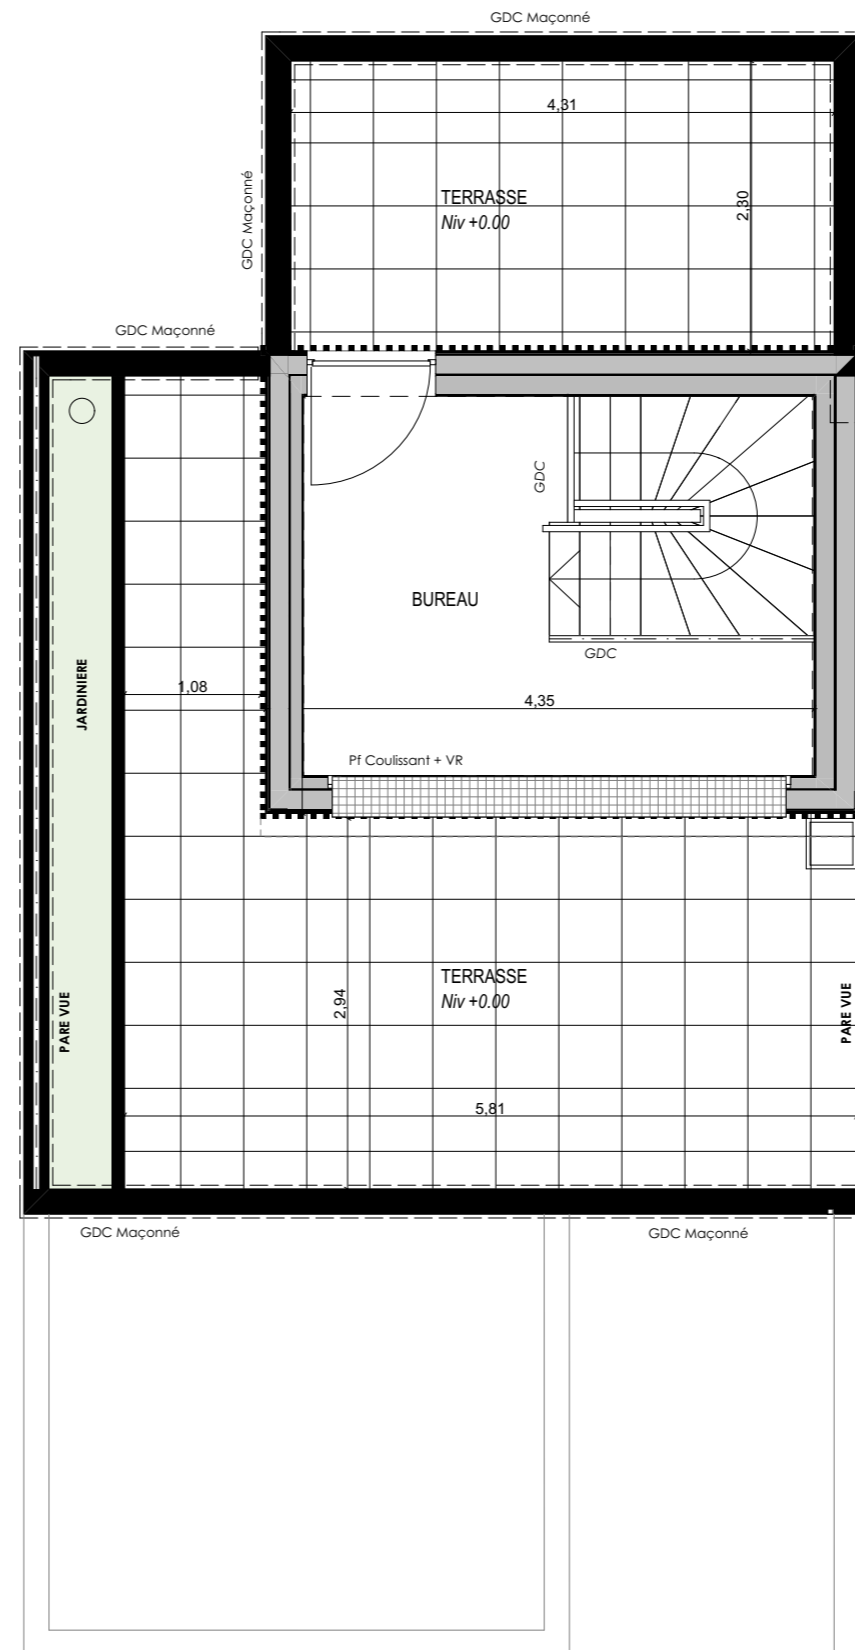 GDC Maçonné
4,31
GDC Maçonné
TERRASSE
Niv +0.00
2,30
GDC Maçonné
GDC
BUREAU
GDC
JARDINIERE
1,08
4,35
Pf Coulissant + VR
TERRASSE
Niv +0.00
2,94
PARE VUE
PARE VUE
5,81
GDC Maçonné
GDC Maçonné